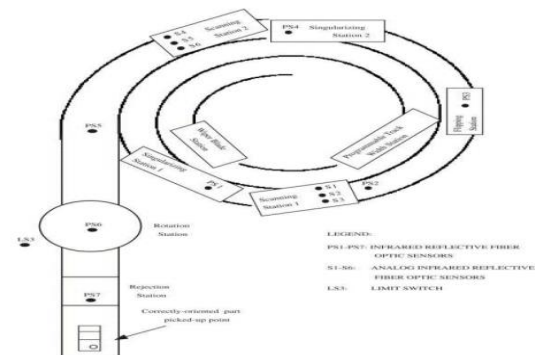 S4
S5
S6
Scanning
Station 2
PS4
Singularizing
Station 2
PS3
Flipping
Station
PS5
Wiper Blade
Station
Programmable Track
Width Station
Singularizing
Station 1
PS1
Scanning
Station 1
S1
S2
S3
PS2
PS6
Rotation
Station
LS3
LEGEND:
PS1-PS7: INFRARED REFLECTIVE FIBER
OPTIC SENSORS
S1-S6: ANALOG INFRARED REFLECTIVE
FIBER OPTIC SENSORS
LS3: LIMIT SWITCH
PS7
Rejection
Station
Correctly-oriented part
picked-up point